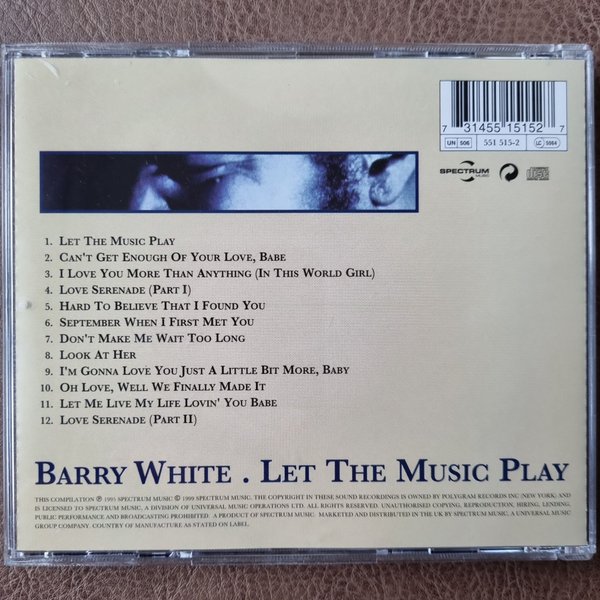 7 31455 15152 7
UN 506 551 515-2 LC 5064
SPECTRUM
MUSIC
1. LET THE MUSIC PLAY
2. CAN'T GET ENOUGH OF YOUR LOVE, BABE
3. I LOVE YOU MORE THAN ANYTHING (IN THIS WORLD GIRL)
4. LOVE SERENADE (PART I)
5. HARD TO BELIEVE THAT I FOUND YOU
6. SEPTEMBER WHEN I FIRST MET YOU
7. DON'T MAKE ME WAIT TOO LONG
8. LOOK AT HER
9. I'M GONNA LOVE YOU JUST A LITTLE BIT MORE, BABY
10. OH LOVE, WELL WE FINALLY MADE IT
11. LET ME LIVE MY LIFE LOVIN' YOU BABE
12. LOVE SERENADE (PART II)
BARRY WHITE . LET THE MUSIC PLAY
THIS COMPILATION ℗ 1995 SPECTRUM MUSIC © 1999 SPECTRUM MUSIC. THE COPYRIGHT IN THESE SOUND RECORDINGS IS OWNED BY POLYGRAM RECORDS INC (NEW YORK) AND
IS LICENSED TO SPECTRUM MUSIC, A DIVISION OF UNIVERSAL MUSIC OPERATIONS LTD. ALL RIGHTS RESERVED. UNAUTHORISED COPYING, REPRODUCTION, HIRING, LENDING,
PUBLIC PERFORMANCE AND BROADCASTING PROHIBITED. A PRODUCT OF SPECTRUM MUSIC. MARKETED AND DISTRIBUTED IN THE UK BY SPECTRUM MUSIC, A UNIVERSAL MUSIC
GROUP COMPANY. COUNTRY OF MANUFACTURE AS STATED ON LABEL.